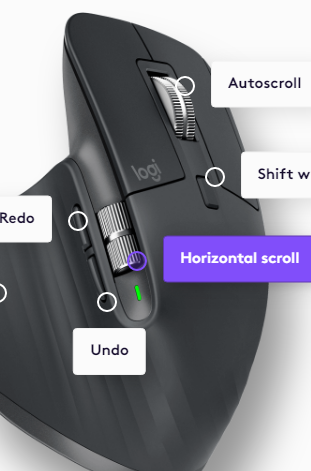 Autoscroll
logi
Shift w
Redo
Horizontal scroll
Undo